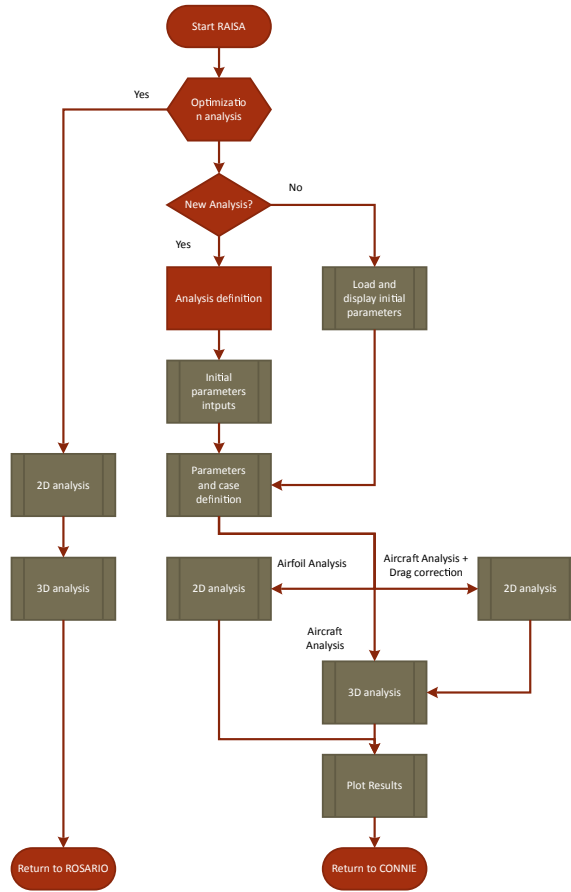 Start RAISA
Yes
Optimizatio
n analysis
New Analysis?
No
Yes
Analysis definition
Load and
display initial
parameters
Initial
parameters
intputs
2D analysis
Parameters
and case
definition
3D analysis
Airfoil Analysis
2D analysis
Aircraft Analysis +
Drag correction
2D analysis
Aircraft
Analysis
3D analysis
Plot Results
Return to ROSARIO
Return to CONNIE